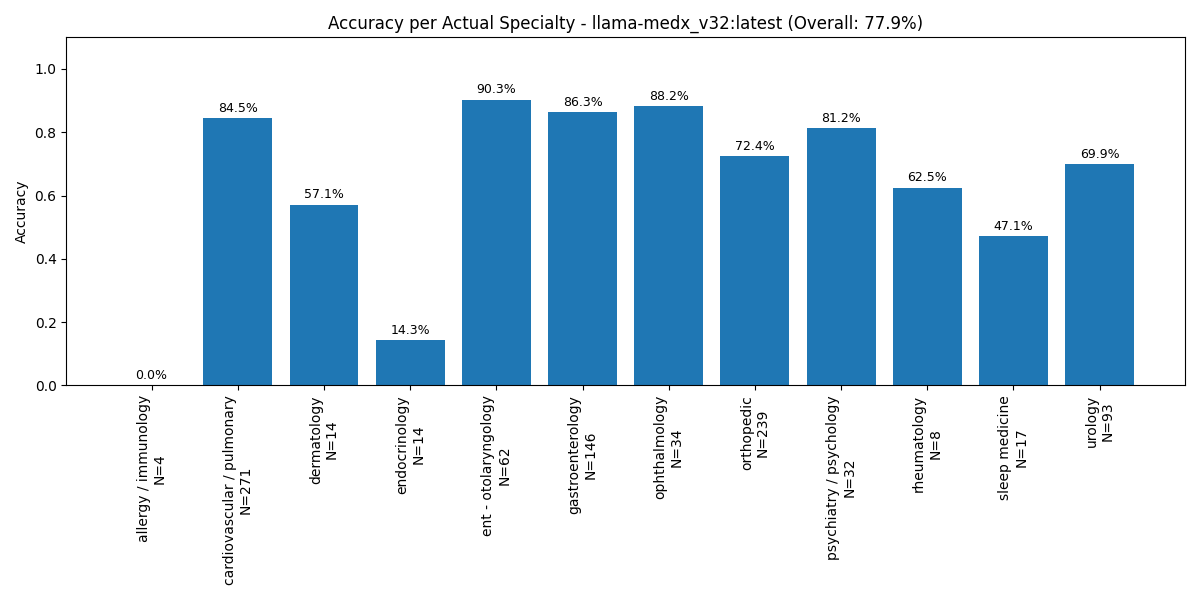 Accuracy per Actual Specialty - llama-medx_v32:latest (Overall: 77.9%)
Accuracy
1.0
0.8
0.6
0.4
0.2
0.0
0.0%
84.5%
57.1%
14.3%
90.3%
86.3%
88.2%
72.4%
81.2%
62.5%
47.1%
69.9%
allergy / immunology
N=4
cardiovascular / pulmonary
N=271
dermatology
N=14
endocrinology
N=14
ent - otolaryngology
N=62
gastroenterology
N=146
ophthalmology
N=34
orthopedic
N=239
psychiatry / psychology
N=32
rheumatology
N=8
sleep medicine
N=17
urology
N=93